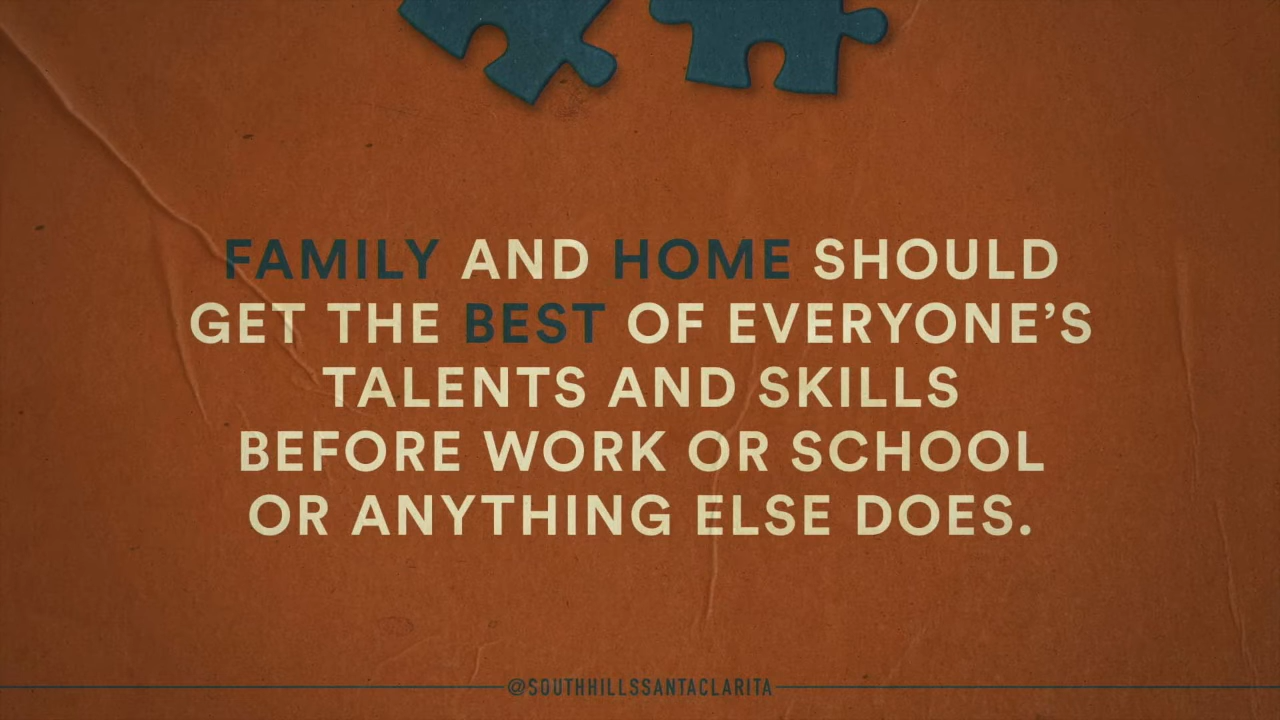 FAMILY AND HOME SHOULD
GET THE BEST OF EVERYONE’S
TALENTS AND SKILLS
BEFORE WORK OR SCHOOL
OR ANYTHING ELSE DOES.
@SOUTHHILLSSANTACLARITA